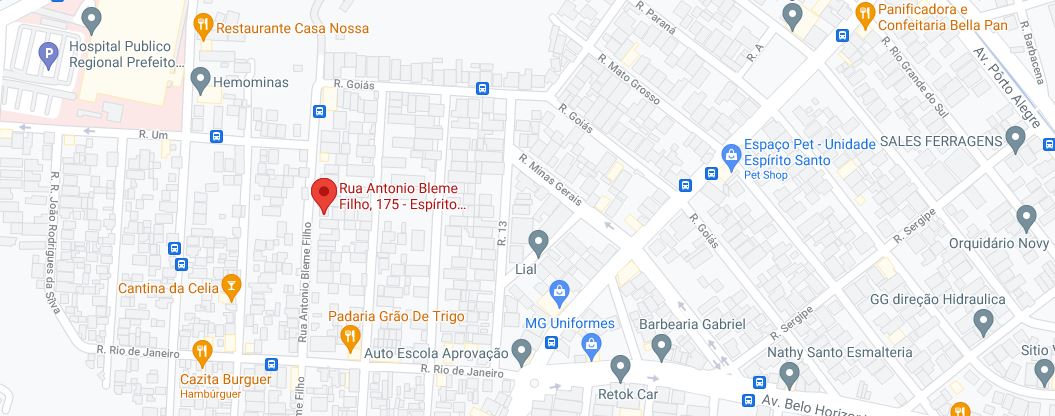 Hospital Publico
Regional Prefeito...
Restaurante Casa Nossa
Hemominas
R. Goiás
R. Um
R. Paraná
R. Mato Grosso
R. A
Panificadora e
Confeitaria Bella Pan
R. Rio Grande do Sul
Av. Pôrto Alegre
R. Barbacena
R. Goiás
SALES FERRAGENS
Espaço Pet - Unidade
Espírito Santo
Pet Shop
R. Minas Gerais
Rua Antonio Bleme
Filho, 175 - Espírito...
R. R. João Rodrigues da Silva
Rua Antonio Bleme Filho
R. 13
R. Goiás
R. Sergipe
Orquidário Novy
Lial
Cantina da Celia
Padaria Grão De Trigo
MG Uniformes
GG direção Hidraulica
Barbearia Gabriel
R. Sergipe
R. Rio de Janeiro
Auto Escola Aprovação
Nathy Santo Esmalteria
Sitio V
Cazita Burguer
Hambúrguer
R. Rio de Janeiro
Bleme Filho
Retok Car
Av. Belo Horizon
P